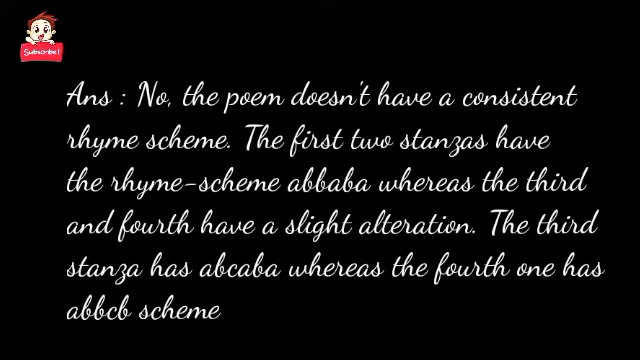 Subscribe!
Ans : No, the poem doesn't have a consistent
rhyme scheme. The first two stanzas have
the rhyme-scheme abbaba whereas the third
and fourth have a slight alteration. The third
stanza has abcaba whereas the fourth one has
abbcb scheme